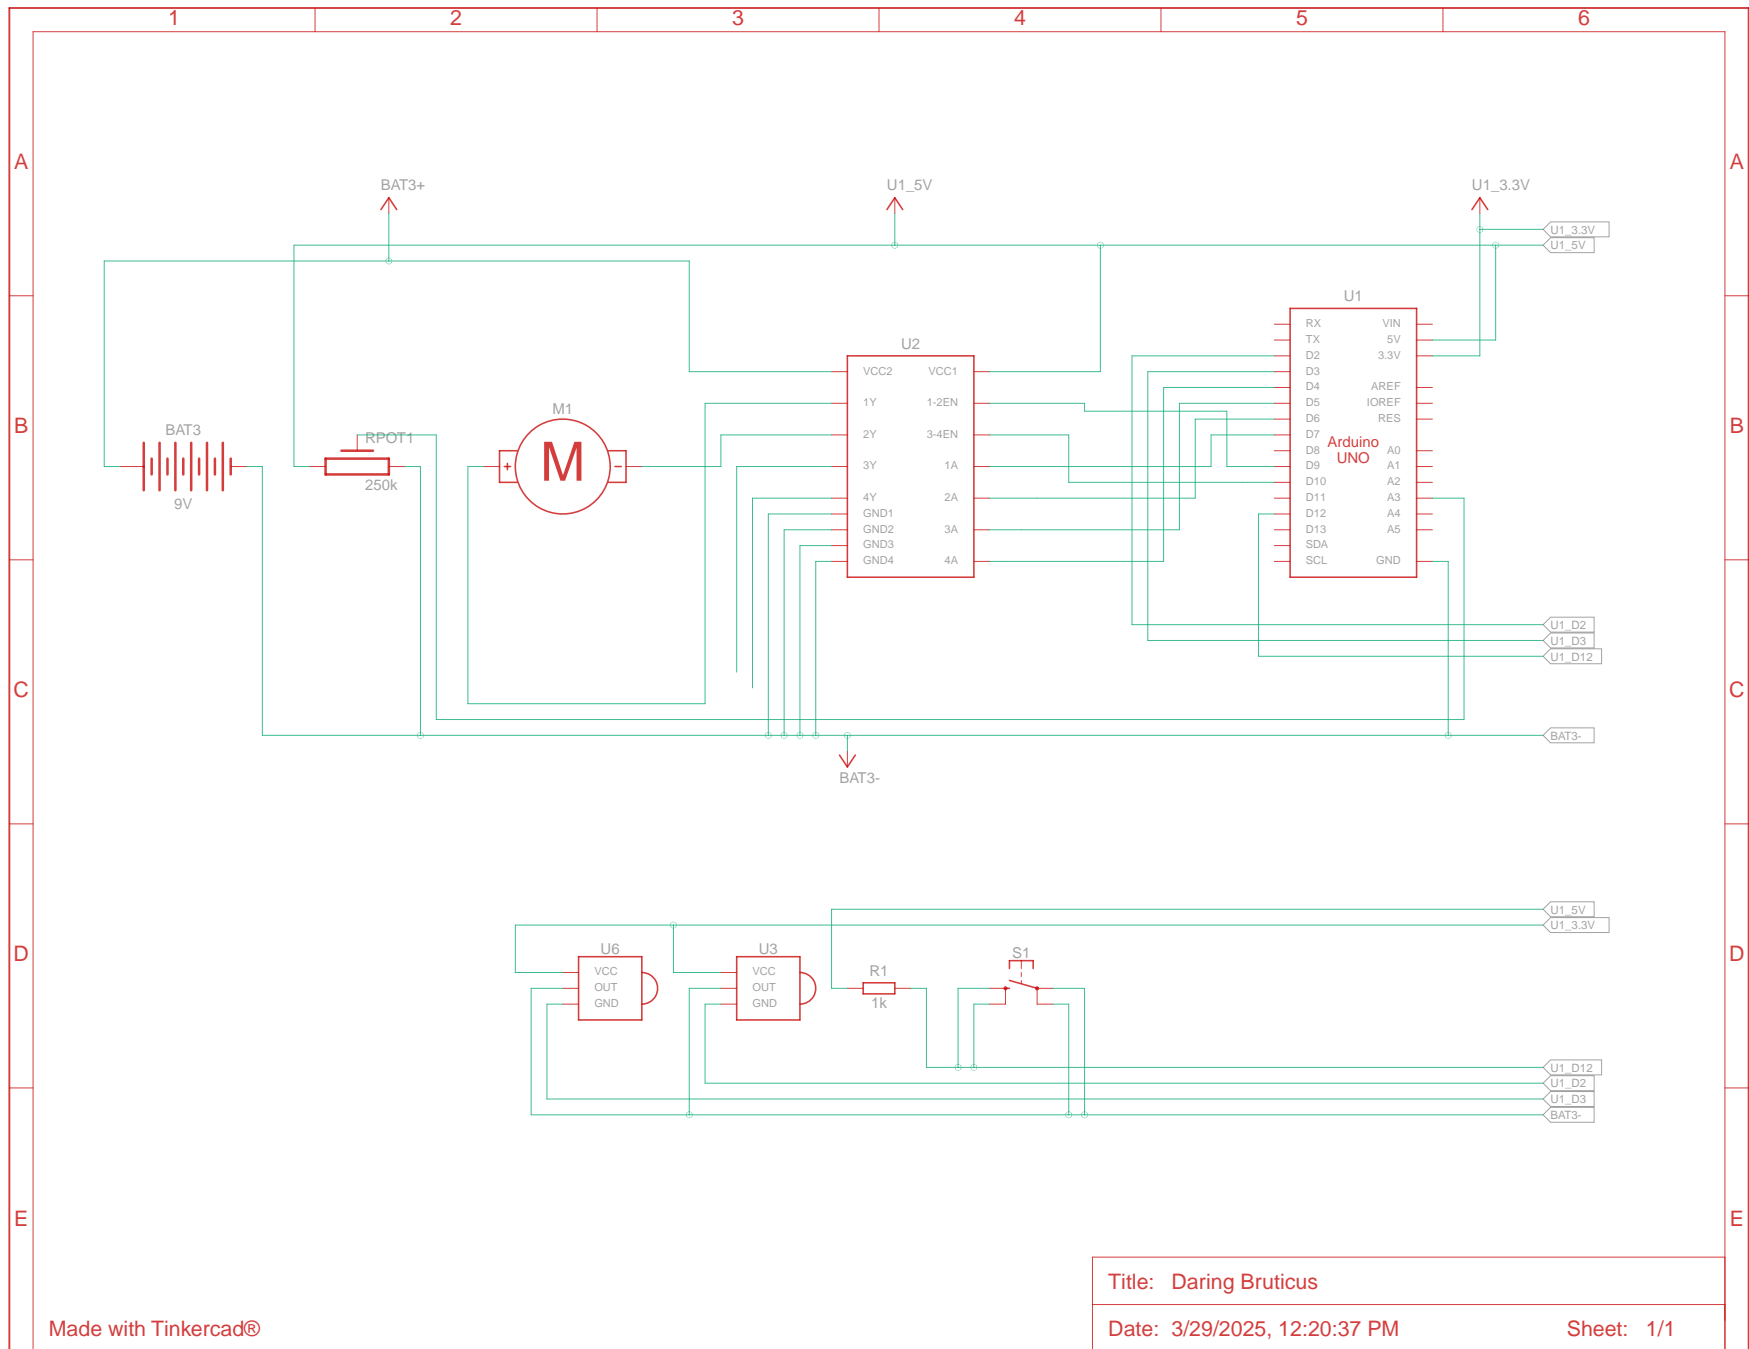 1 2 3 4 5 6
A A
BAT3+ U1_5V U1_3.3V
U1_3.3V
U1_5V
U1
U2
RX VIN
TX 5V
D2 3.3V
VCC2 VCC1
D3
D4 AREF
1Y 1-2EN
D5 IOREF
M1
D6 RES
B B
BAT3
RPOT1
M
+
-
2Y 3-4EN
D7
Arduino
UNO
D8 A0
3Y 1A
D9 A1
D10 A2
250k
9V
4Y 2A
D11 A3
GND1
D12 A4
GND2 3A
D13 A5
GND3
SDA
GND4 4A
SCL GND
U1_D2
U1_D3
U1_D12
C C
BAT3-
BAT3-
U1_5V
U1_3.3V
D D
U6 U3 S1
VCC VCC
R1
OUT OUT
GND GND
1k
U1_D12
U1_D2
U1_D3
BAT3-
E E
Title: Daring Bruticus
Made with Tinkercad®
Date: 3/29/2025, 12:20:37 PM Sheet: 1/1